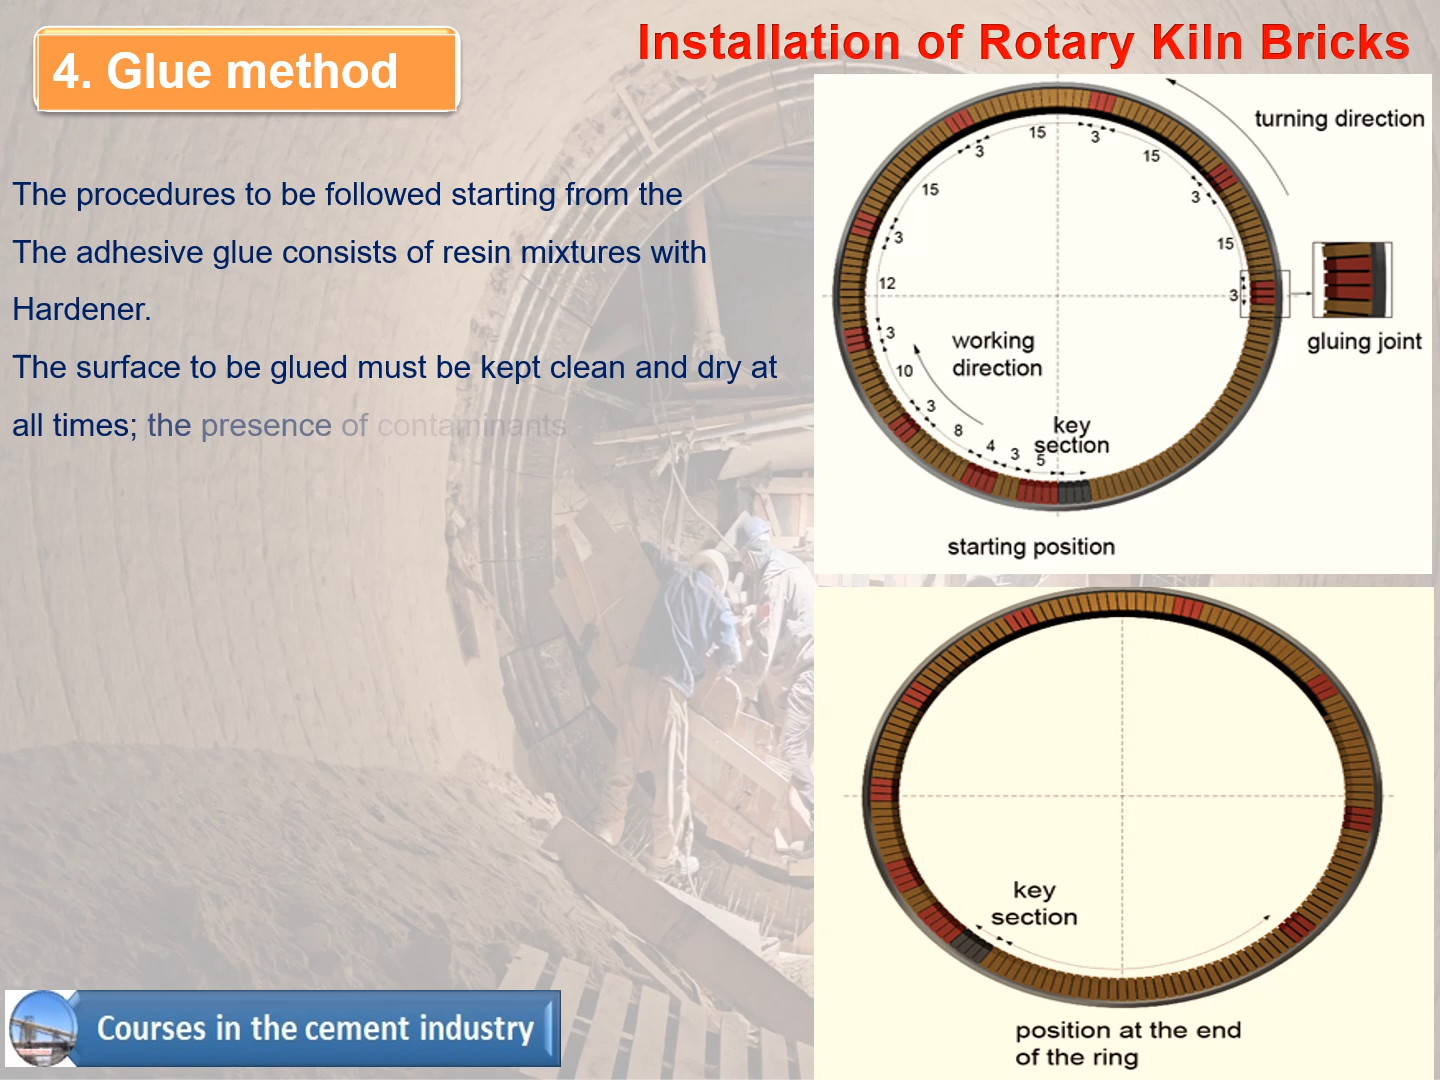 4. Glue method
Installation of Rotary Kiln Bricks
The procedures to be followed starting from the
The adhesive glue consists of resin mixtures with
Hardener.
The surface to be glued must be kept clean and dry at
all times; the presence of contaminants
turning direction
15
3
3
15
15
3
3
15
12
3
gluing joint
3
working
direction
10
3
8
4
3
5
key
section
starting position
key
section
position at the end
of the ring
Courses in the cement industry